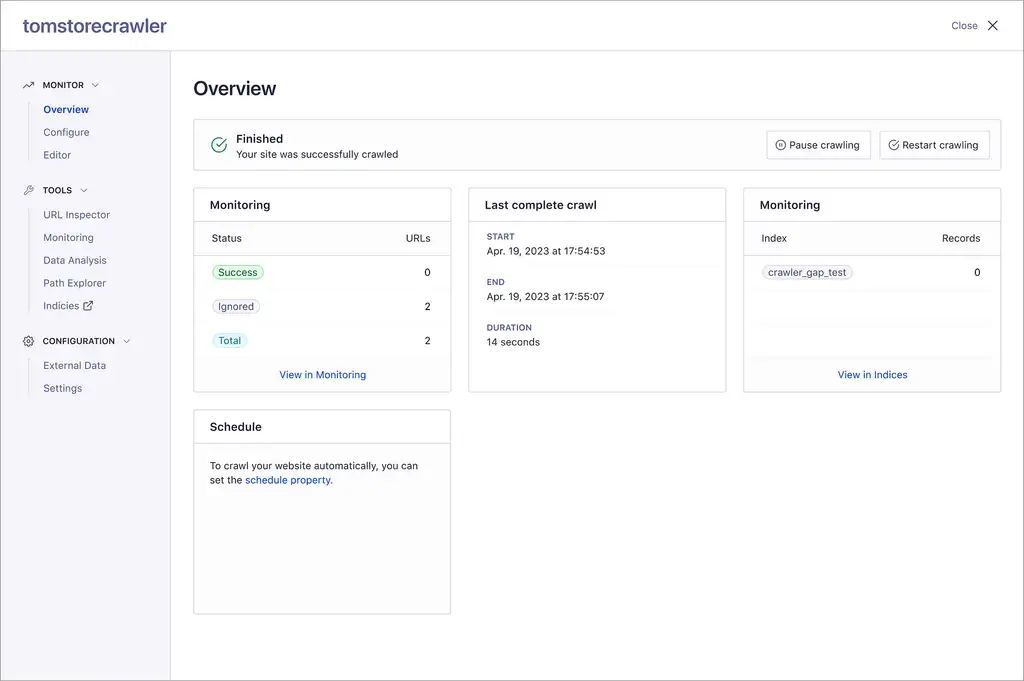 tomstorecrawler
Close
MONITOR
Overview
Configure
Editor
TOOLS
URL Inspector
Monitoring
Data Analysis
Path Explorer
Indicies
CONFIGURATION
External Data
Settings
Overview
Finished
Your site was successfully crawled
Pause crawling
Restart crawling
Monitoring
Status URLs
Success 0
Ignored 2
Total 2
View in Monitoring
Last complete crawl
START
Apr. 19, 2023 at 17:54:53
END
Apr. 19, 2023 at 17:55:07
DURATION
14 seconds
Monitoring
Index Records
crawler_gap_test 0
View in Indices
Schedule
To crawl your website automatically, you can
set the schedule property.